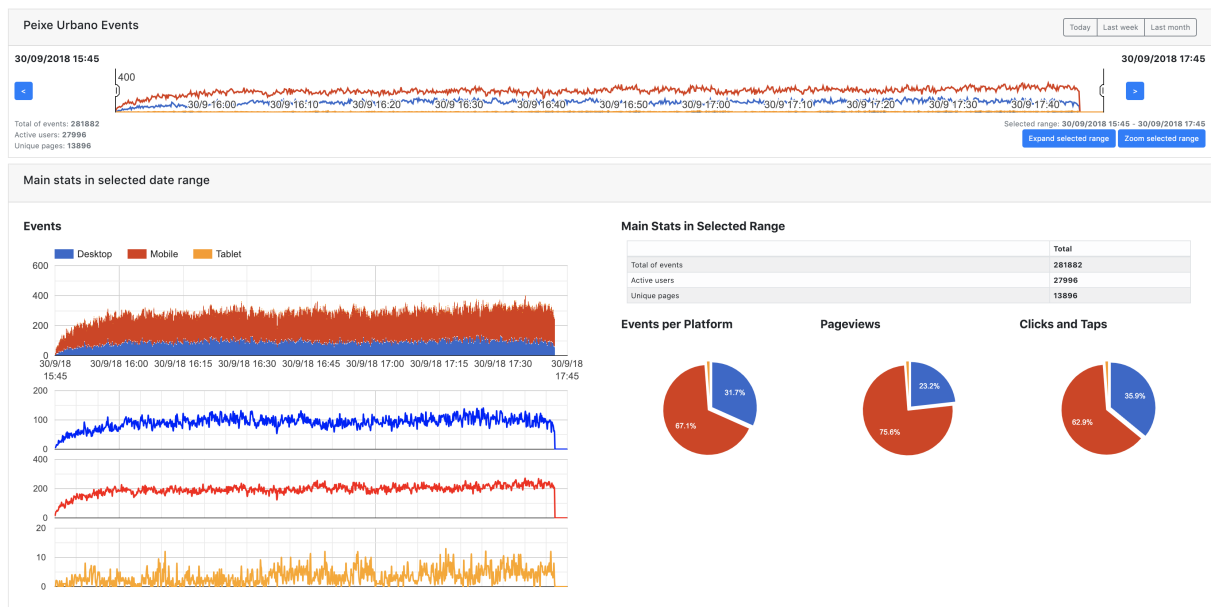 Peixe Urbano Events
Today Last week Last month
30/09/2018 15:45 30/09/2018 17:45
400
< >
30/9 16:00 30/9 16:10 30/9 16:20 30/9 16:30 30/9 16:40 30/9 16:50 30/9 17:00 30/9 17:10 30/9 17:20 30/9 17:30 30/9 17:40
Total of events: 281882
Active users: 27996
Unique pages: 13896
Selected range: 30/09/2018 15:45 - 30/09/2018 17:45
Expand selected range Zoom selected range
Main stats in selected date range
Events
Desktop Mobile Tablet
600
400
200
0
30/9/18 15:45 30/9/18 16:00 30/9/18 16:15 30/9/18 16:30 30/9/18 16:45 30/9/18 17:00 30/9/18 17:15 30/9/18 17:30 30/9/18 17:45
200
100
0
400
200
0
20
10
0
Main Stats in Selected Range
Total
Total of events 281882
Active users 27996
Unique pages 13896
Events per Platform Pageviews Clicks and Taps
31.7% 67.1%
23.2% 75.6%
35.9% 62.9%